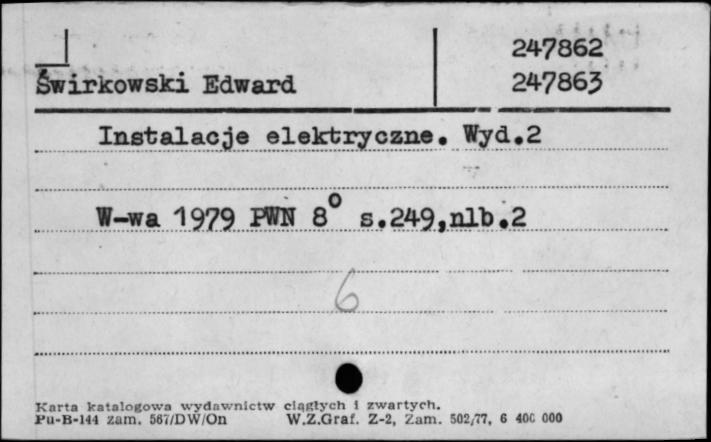 247862
Świrkowski Edward 247863
Instalacje elektryczne. Wyd.2
W-wa 1979 PWN 8° s.249,nlb.2
6
Karta katalogowa wydawnictw ciągłych i zwartych.
Pu-B-144 zam. 567/DW/On W.Z.Graf. Z-2, Zam. 502/77, 6 400 000